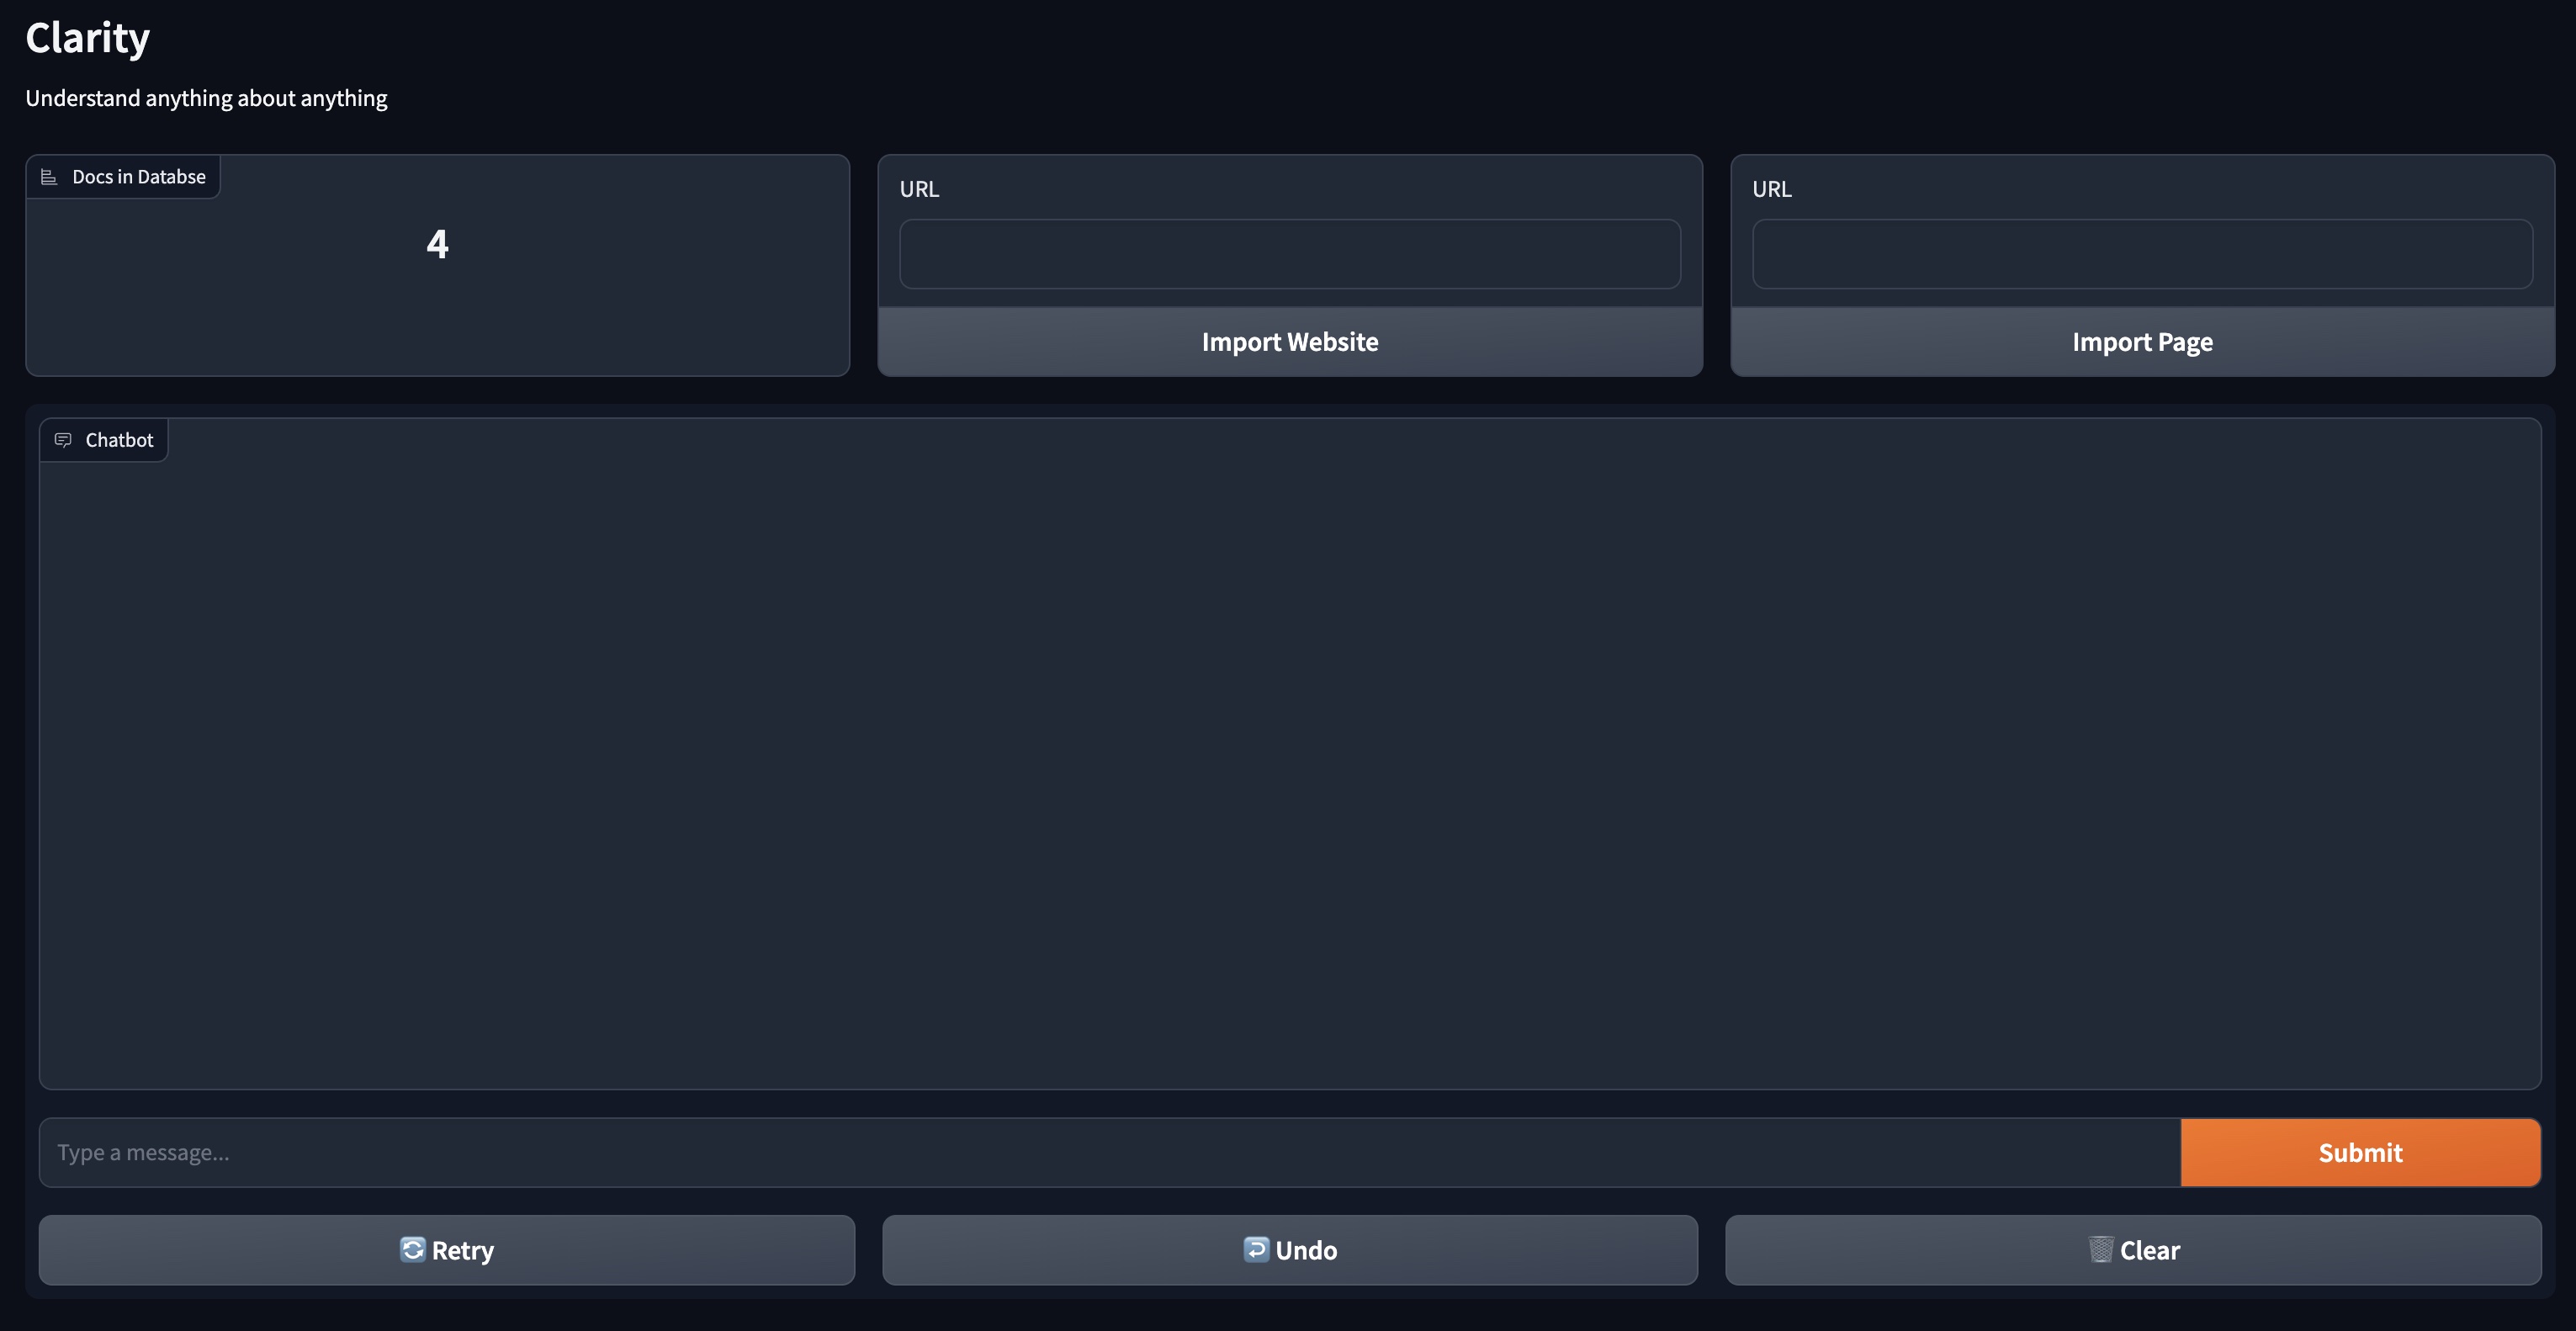 Clarity
Understand anything about anything
Docs in Databse
4
URL
Import Website
URL
Import Page
Chatbot
Type a message...
Submit
Retry
Undo
Clear